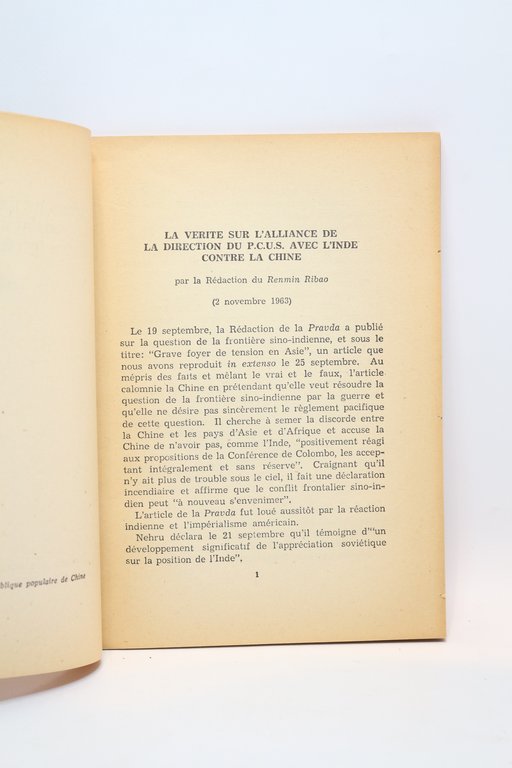 LA VERITE SUR L'ALLIANCE DE
LA DIRECTION DU P.C.U.S. AVEC L'INDE
CONTRE LA CHINE
par la Rédaction du Renmin Ribao
(2 novembre 1963)
Le 19 septembre, la Rédaction de la Pravda a publié
sur la question de la frontière sino-indienne, et sous le
titre: "Grave foyer de tension en Asie", un article que
nous avons reproduit in extenso le 25 septembre. Au
mépris des faits et mêlant le vrai et le faux, l'article
calomnie la Chine en prétendant qu'elle veut résoudre la
question de la frontière sino-indienne par la guerre et
qu'elle ne désire pas sincèrement le règlement pacifique
de cette question. Il cherche à semer la discorde entre
la Chine et les pays d'Asie et d'Afrique et accuse la
Chine de n'avoir pas, comme l'Inde, "positivement réagi
aux propositions de la Conférence de Colombo, les accep-
tant intégralement et sans réserve". Craignant qu'il
n'y ait plus de trouble sous le ciel, il fait une déclaration
incendiaire et affirme que le conflit frontalier sino-in-
dien peut "à nouveau s'envenimer".
L'article de la Pravda fut loué aussitôt par la réaction
indienne et l'impérialisme américain.
Nehru déclara le 21 septembre qu'il témoigne d'"un
développement significatif de l'appréciation soviétique
sur la position de l'Inde".
1
populaire de Chine